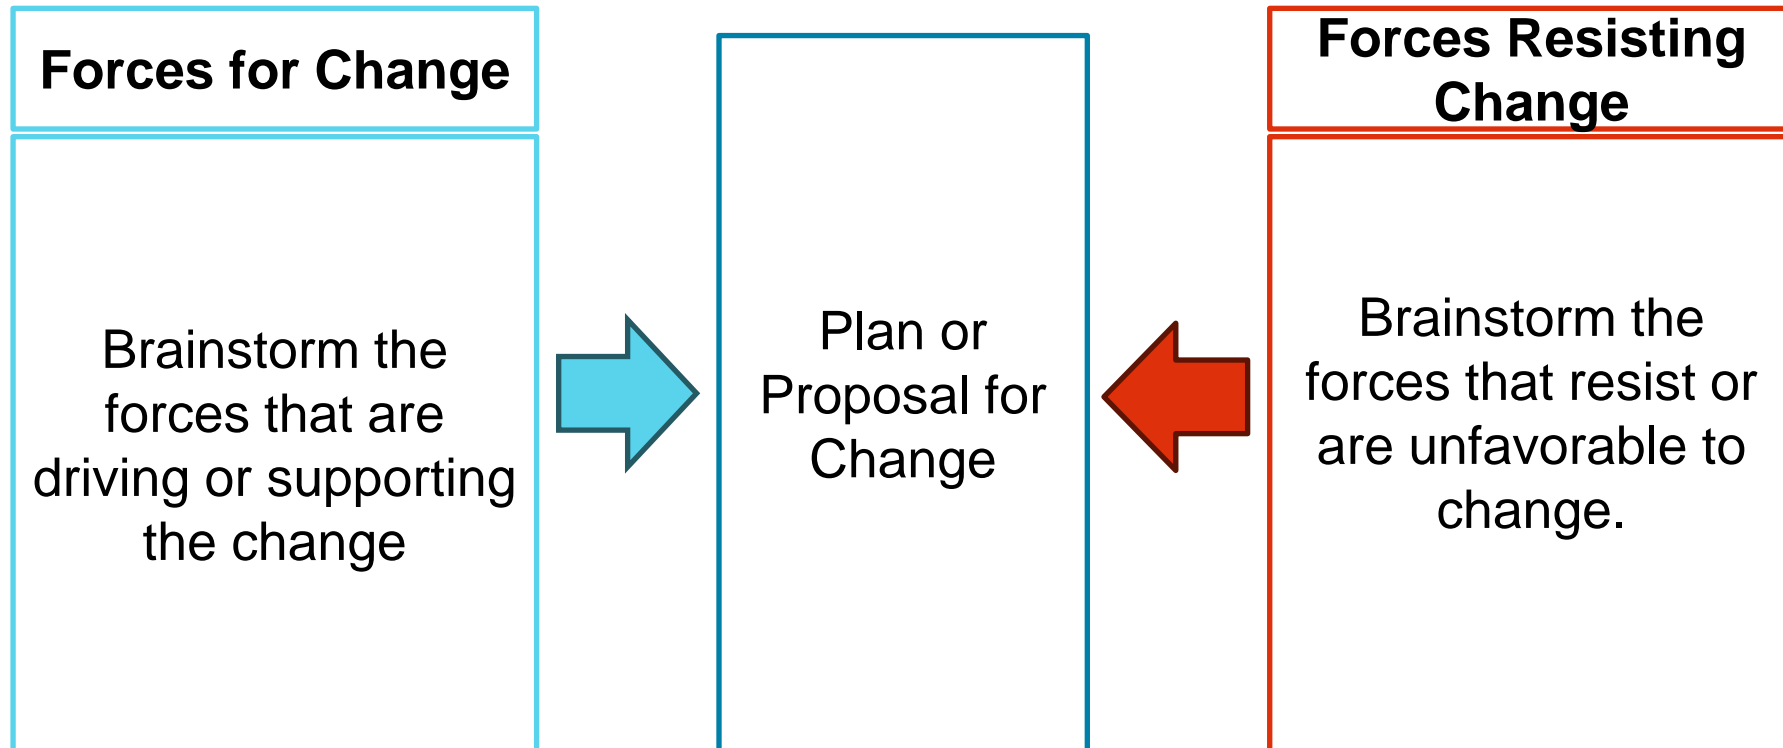 Forces for Change
Brainstorm the
forces that are
driving or supporting
the change
Plan or
Proposal for
Change
Forces Resisting
Change
Brainstorm the
forces that resist or
are unfavorable to
change.